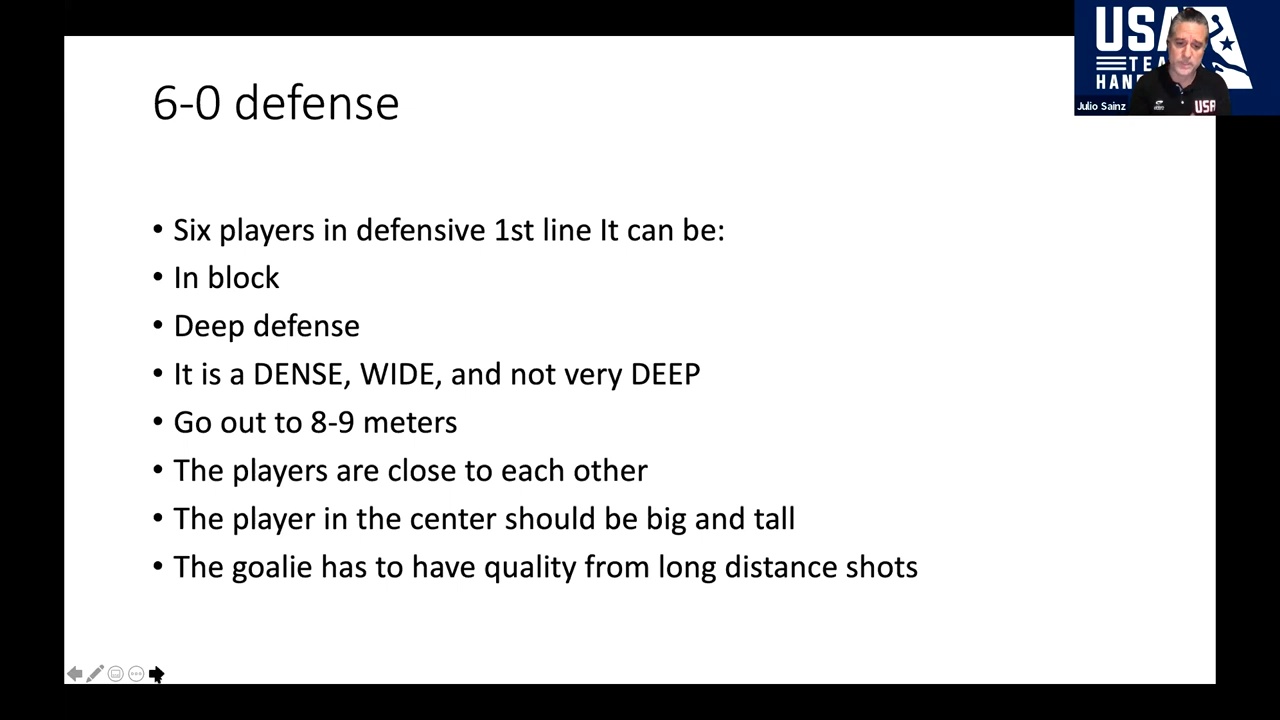 6-0 defense
• Six players in defensive 1st line It can be:
• In block
• Deep defense
• It is a DENSE, WIDE, and not very DEEP
• Go out to 8-9 meters
• The players are close to each other
• The player in the center should be big and tall
• The goalie has to have quality from long distance shots
USA
HAN
Julio Sainz
USA